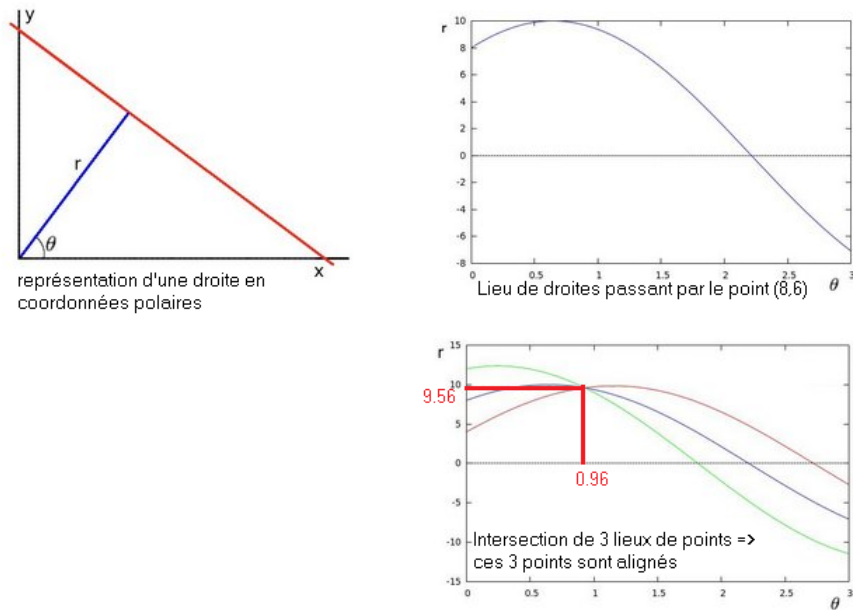 y
r
θ
x
représentation d'une droite en
coordonnées polaires
r
10
8
6
4
2
0
-2
-4
-6
-8
0
0.5
1
1.5
2
2.5
3
Lieu de droites passant par le point (8,6)
θ
r
15
10
9.56
5
0
0.96
-5
-10
Intersection de 3 lieux de points =>
ces 3 points sont alignés
-15
0
0.5
1
1.5
2
2.5
3
θ